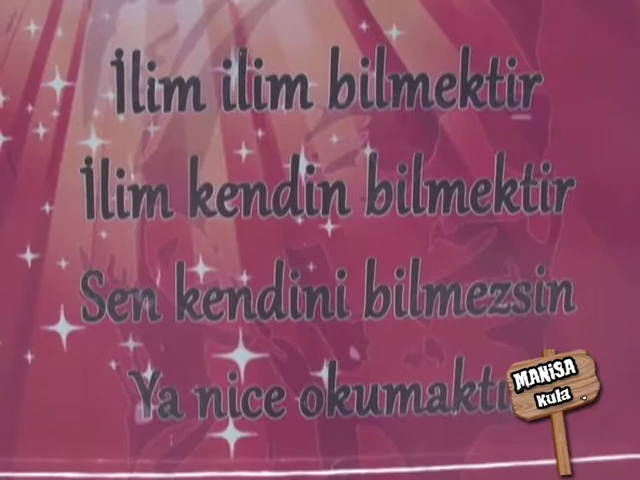 İlim ilim bilmektir
İlim kendin bilmektir
Sen kendini bilmezsin
Ya nice
MANiSA
Kula